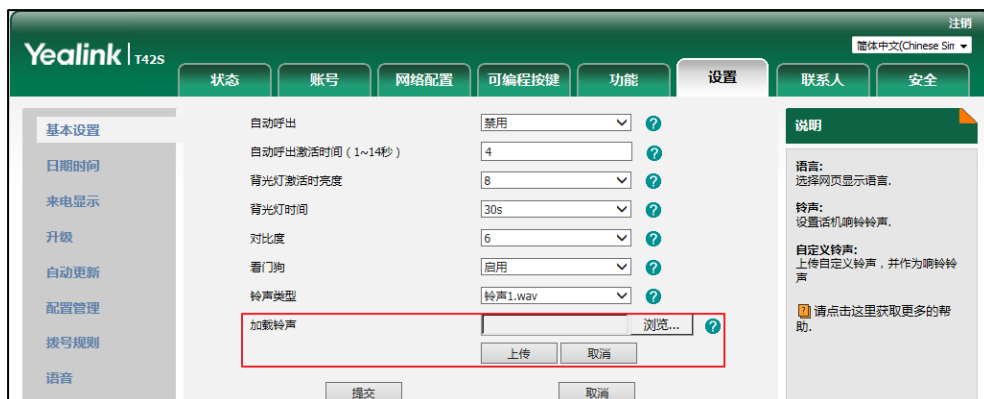 注销
Yealink T42S
简体中文(Chinese Sin
状态 账号 网络配置 可编程按键 功能 设置 联系人 安全
基本设置
日期时间
来电显示
升级
自动更新
配置管理
拨号规则
语音
自动呼出 禁用
自动呼出激活时间(1~14秒) 4
背光灯激活时亮度 8
背光灯时间 30s
对比度 6
看门狗 启用
铃声类型 铃声1.wav
加载铃声 浏览...
上传 取消
提交 取消
说明
语言:
选择网页显示语言.
铃声:
设置话机响铃铃声.
自定义铃声:
上传自定义铃声,并作为响铃铃
声
请点击这里获取更多的帮
助.